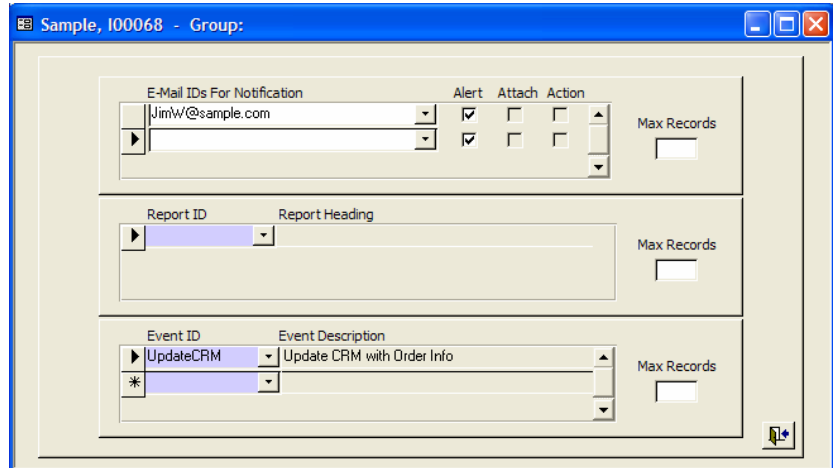 Sample, I00068 - Group:
E-Mail IDs For Notification Alert Attach Action
JimW@sample.com
Max Records
Report ID Report Heading
Max Records
Event ID Event Description
UpdateCRM Update CRM with Order Info
Max Records